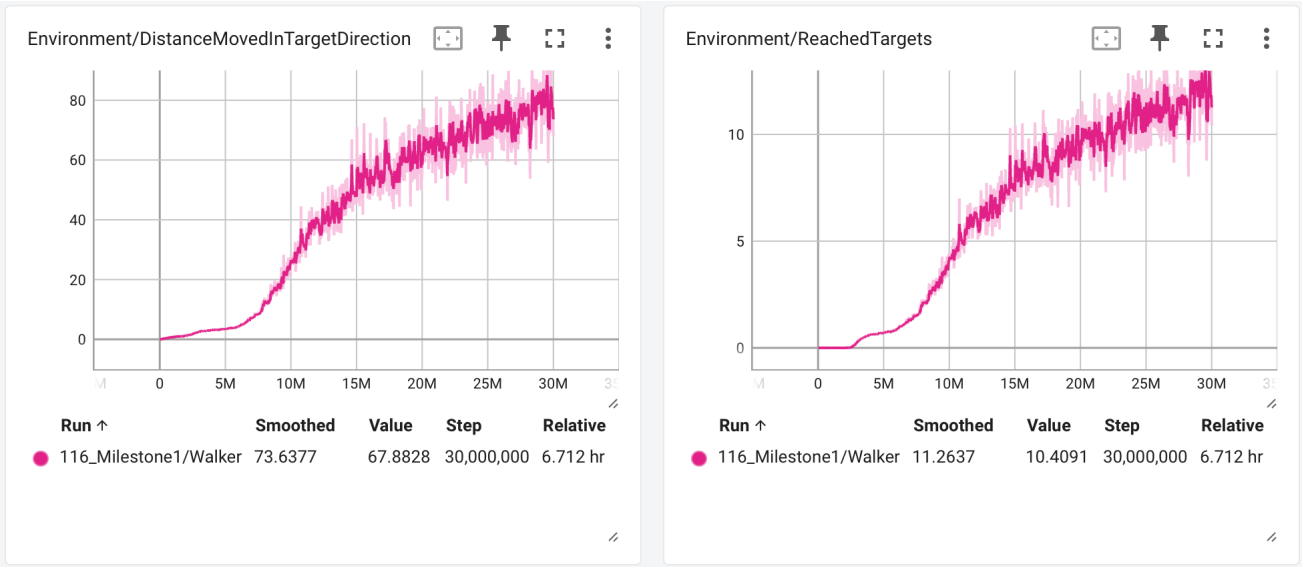 Environment/DistanceMovedInTargetDirection
80
60
40
20
0
M 0 5M 10M 15M 20M 25M 30M
Run ↑ Smoothed Value Step Relative
116_Milestone1/Walker 73.6377 67.8828 30,000,000 6.712 hr
Environment/ReachedTargets
10
5
0
M 0 5M 10M 15M 20M 25M 30M
Run ↑ Smoothed Value Step Relative
116_Milestone1/Walker 11.2637 10.4091 30,000,000 6.712 hr